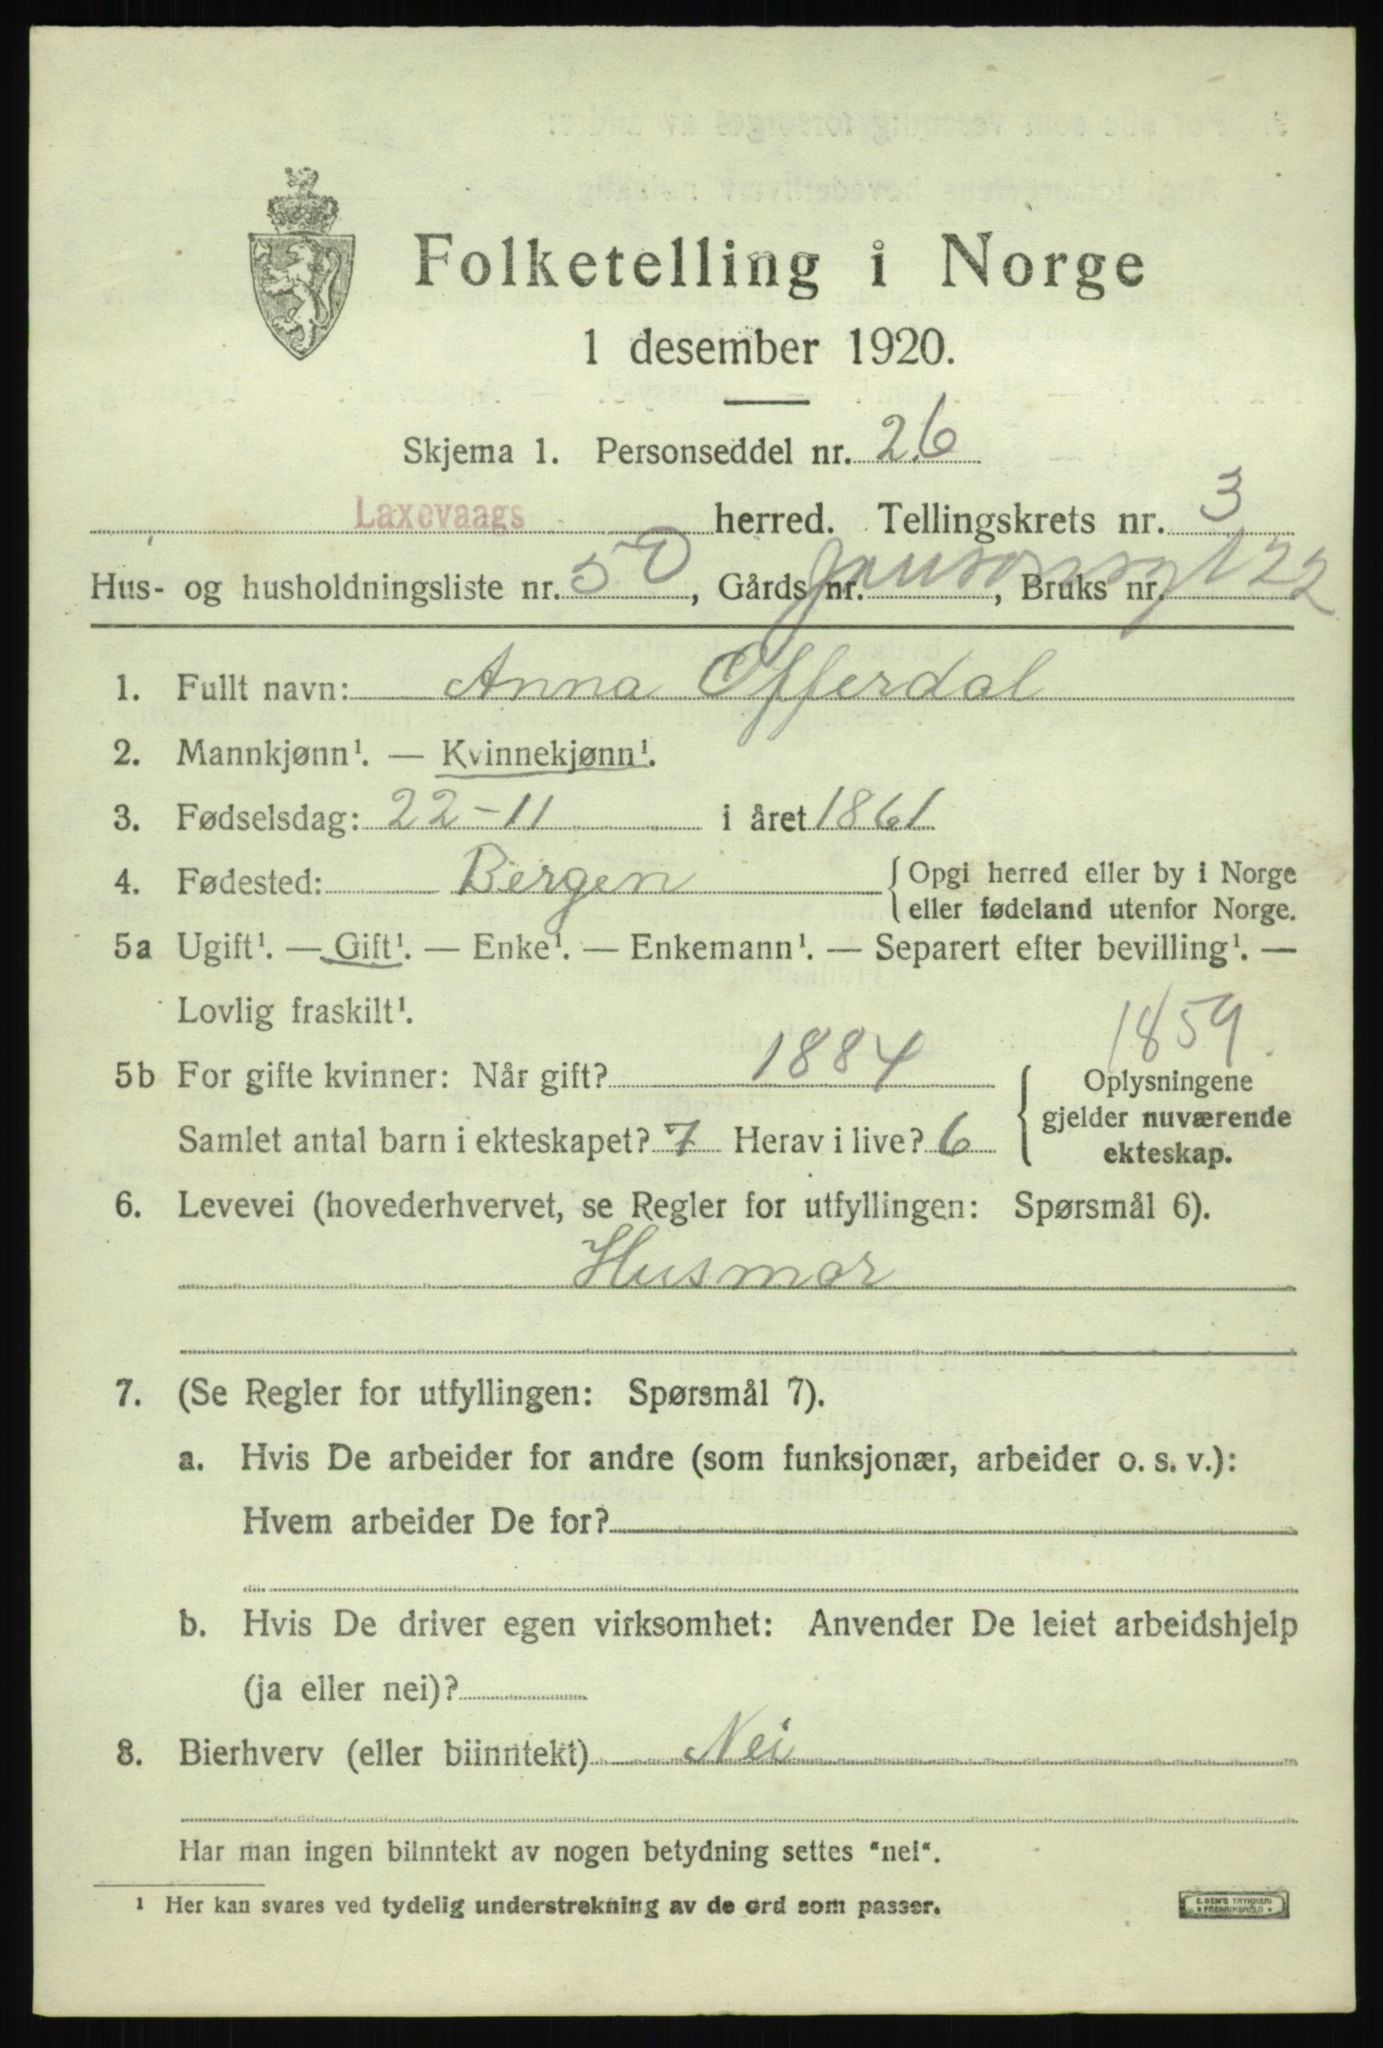 Folketelling i Norge
1 desember 1920.
Skjema 1. Personseddel nr. 26
Laxevaags herred. Tellingskrets nr. 3
Hus- og husholdningsliste nr. 50, Gårds nr. , Bruks nr. 122
1. Fullt navn: Anna Offerdal
2. Mannkjønn¹. — Kvinnekjønn¹.
3. Fødselsdag: 22-11 i året 1861
4. Fødested: Bergen { Opgi herred eller by i Norge
eller fødeland utenfor Norge.
5a Ugift¹. — Gift¹. — Enke¹. — Enkemann¹. — Separert efter bevilling¹. —
Lovlig fraskilt¹.
1859
5b For gifte kvinner: Når gift? 1884
Samlet antal barn i ekteskapet? 7 Herav i live? 6
{ Oplysningene
gjelder nuværende
ekteskap.
6. Levevei (hovederhvervet, se Regler for utfyllingen: Spørsmål 6).
Husmor
7. (Se Regler for utfyllingen: Spørsmål 7).
a. Hvis De arbeider for andre (som funksjonær, arbeider o. s. v.):
Hvem arbeider De for?
b. Hvis De driver egen virksomhet: Anvender De leiet arbeidshjelp
(ja eller nei)?
8. Bierhverv (eller biinntekt) Nei
Har man ingen biinntekt av nogen betydning settes "nei".
¹ Her kan svares ved tydelig understrekning av de ord som passer.